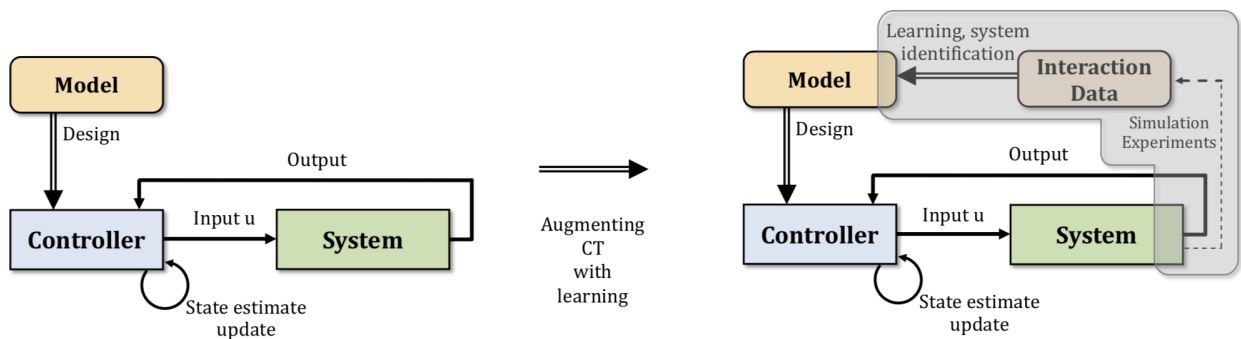 Model
Design
Output
Input u
Controller
System
State estimate
update
Augmenting
CT
with
learning
Learning, system
identification
Model
Interaction
Data
Design
Simulation
Experiments
Output
Input u
Controller
System
State estimate
update